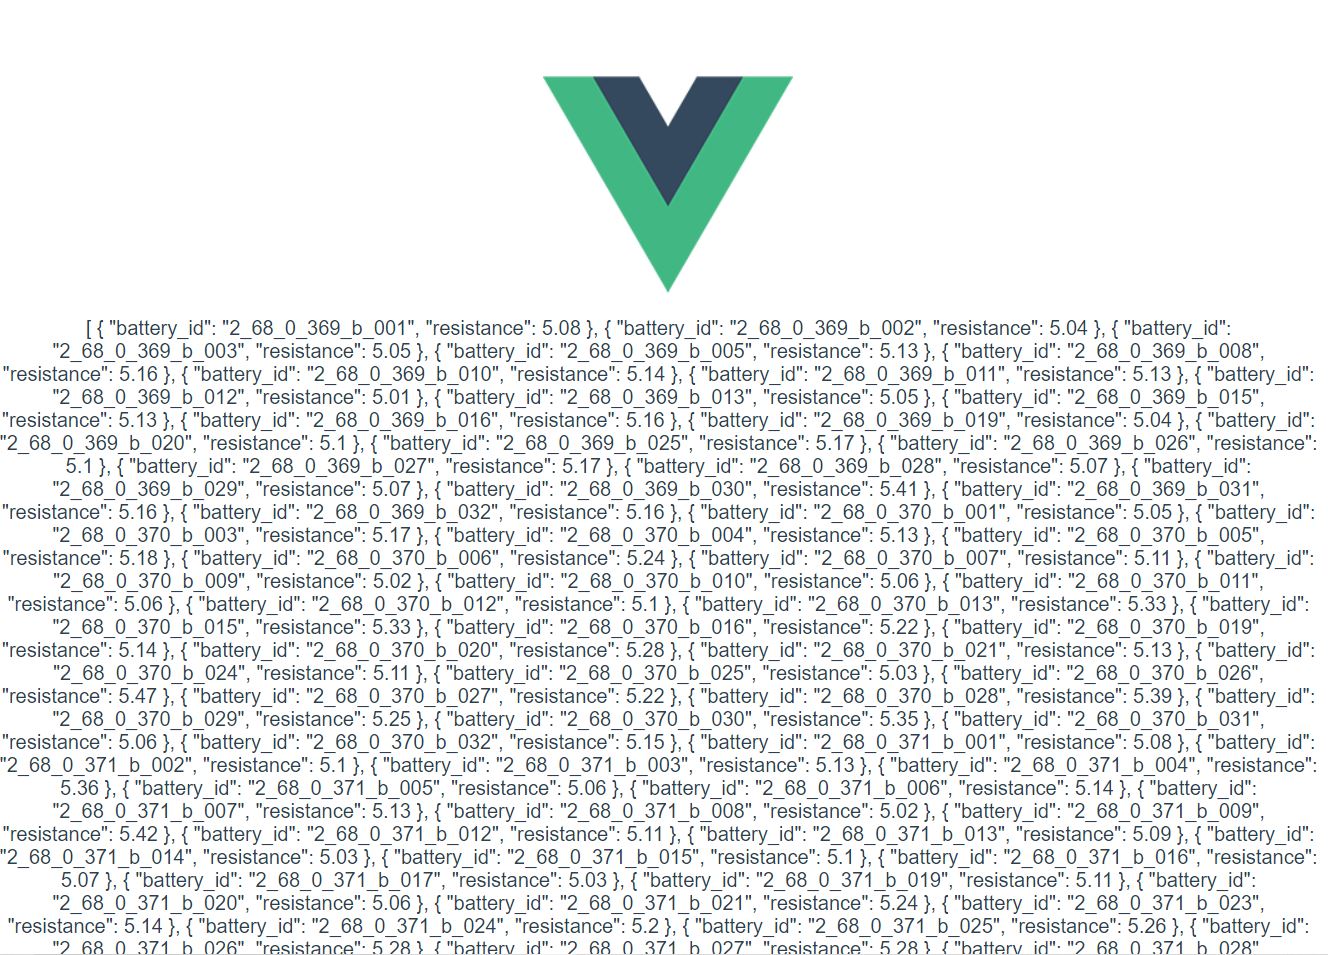 [ { "battery_id": "2_68_0_369_b_001", "resistance": 5.08 }, { "battery_id": "2_68_0_369_b_002", "resistance": 5.04 }, { "battery_id":
"2_68_0_369_b_003", "resistance": 5.05 }, { "battery_id": "2_68_0_369_b_005", "resistance": 5.13 }, { "battery_id": "2_68_0_369_b_008",
"resistance": 5.16 }, { "battery_id": "2_68_0_369_b_010", "resistance": 5.14 }, { "battery_id": "2_68_0_369_b_011", "resistance": 5.13 }, { "battery_id":
"2_68_0_369_b_012", "resistance": 5.01 }, { "battery_id": "2_68_0_369_b_013", "resistance": 5.05 }, { "battery_id": "2_68_0_369_b_015",
"resistance": 5.13 }, { "battery_id": "2_68_0_369_b_016", "resistance": 5.16 }, { "battery_id": "2_68_0_369_b_019", "resistance": 5.04 }, { "battery_id":
"2_68_0_369_b_020", "resistance": 5.1 }, { "battery_id": "2_68_0_369_b_025", "resistance": 5.17 }, { "battery_id": "2_68_0_369_b_026", "resistance":
5.1 }, { "battery_id": "2_68_0_369_b_027", "resistance": 5.17 }, { "battery_id": "2_68_0_369_b_028", "resistance": 5.07 }, { "battery_id":
"2_68_0_369_b_029", "resistance": 5.07 }, { "battery_id": "2_68_0_369_b_030", "resistance": 5.41 }, { "battery_id": "2_68_0_369_b_031",
"resistance": 5.16 }, { "battery_id": "2_68_0_369_b_032", "resistance": 5.16 }, { "battery_id": "2_68_0_370_b_001", "resistance": 5.05 }, { "battery_id":
"2_68_0_370_b_003", "resistance": 5.17 }, { "battery_id": "2_68_0_370_b_004", "resistance": 5.13 }, { "battery_id": "2_68_0_370_b_005",
"resistance": 5.18 }, { "battery_id": "2_68_0_370_b_006", "resistance": 5.24 }, { "battery_id": "2_68_0_370_b_007", "resistance": 5.11 }, { "battery_id":
"2_68_0_370_b_009", "resistance": 5.02 }, { "battery_id": "2_68_0_370_b_010", "resistance": 5.06 }, { "battery_id": "2_68_0_370_b_011",
"resistance": 5.06 }, { "battery_id": "2_68_0_370_b_012", "resistance": 5.1 }, { "battery_id": "2_68_0_370_b_013", "resistance": 5.33 }, { "battery_id":
"2_68_0_370_b_015", "resistance": 5.33 }, { "battery_id": "2_68_0_370_b_016", "resistance": 5.22 }, { "battery_id": "2_68_0_370_b_019",
"resistance": 5.14 }, { "battery_id": "2_68_0_370_b_020", "resistance": 5.28 }, { "battery_id": "2_68_0_370_b_021", "resistance": 5.13 }, { "battery_id":
"2_68_0_370_b_024", "resistance": 5.11 }, { "battery_id": "2_68_0_370_b_025", "resistance": 5.03 }, { "battery_id": "2_68_0_370_b_026",
"resistance": 5.47 }, { "battery_id": "2_68_0_370_b_027", "resistance": 5.22 }, { "battery_id": "2_68_0_370_b_028", "resistance": 5.39 }, { "battery_id":
"2_68_0_370_b_029", "resistance": 5.25 }, { "battery_id": "2_68_0_370_b_030", "resistance": 5.35 }, { "battery_id": "2_68_0_370_b_031",
"resistance": 5.06 }, { "battery_id": "2_68_0_370_b_032", "resistance": 5.15 }, { "battery_id": "2_68_0_371_b_001", "resistance": 5.08 }, { "battery_id":
"2_68_0_371_b_002", "resistance": 5.1 }, { "battery_id": "2_68_0_371_b_003", "resistance": 5.13 }, { "battery_id": "2_68_0_371_b_004", "resistance":
5.36 }, { "battery_id": "2_68_0_371_b_005", "resistance": 5.06 }, { "battery_id": "2_68_0_371_b_006", "resistance": 5.14 }, { "battery_id":
"2_68_0_371_b_007", "resistance": 5.13 }, { "battery_id": "2_68_0_371_b_008", "resistance": 5.02 }, { "battery_id": "2_68_0_371_b_009",
"resistance": 5.42 }, { "battery_id": "2_68_0_371_b_012", "resistance": 5.11 }, { "battery_id": "2_68_0_371_b_013", "resistance": 5.09 }, { "battery_id":
"2_68_0_371_b_014", "resistance": 5.03 }, { "battery_id": "2_68_0_371_b_015", "resistance": 5.1 }, { "battery_id": "2_68_0_371_b_016", "resistance":
5.07 }, { "battery_id": "2_68_0_371_b_017", "resistance": 5.03 }, { "battery_id": "2_68_0_371_b_019", "resistance": 5.11 }, { "battery_id":
"2_68_0_371_b_020", "resistance": 5.06 }, { "battery_id": "2_68_0_371_b_021", "resistance": 5.24 }, { "battery_id": "2_68_0_371_b_023",
"resistance": 5.14 }, { "battery_id": "2_68_0_371_b_024", "resistance": 5.2 }, { "battery_id": "2_68_0_371_b_025", "resistance": 5.26 }, { "battery_id":
"2_68_0_371_b_026", "resistance": 5.28 }, { "battery_id": "2_68_0_371_b_027", "resistance": 5.28 }, { "battery_id": "2_68_0_371_b_028",